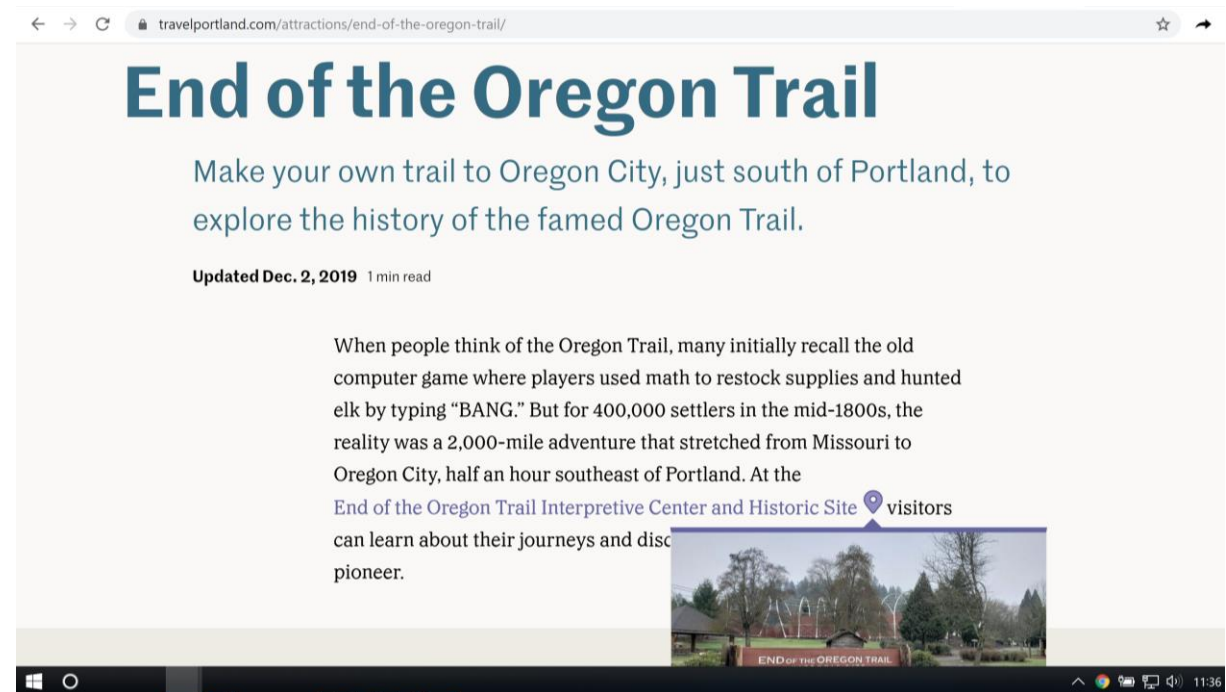 travelportland.com/attractions/end-of-the-oregon-trail/
End of the Oregon Trail
Make your own trail to Oregon City, just south of Portland, to
explore the history of the famed Oregon Trail.
Updated Dec. 2, 2019 1 min read
When people think of the Oregon Trail, many initially recall the old
computer game where players used math to restock supplies and hunted
elk by typing “BANG.” But for 400,000 settlers in the mid-1800s, the
reality was a 2,000-mile adventure that stretched from Missouri to
Oregon City, half an hour southeast of Portland. At the
End of the Oregon Trail Interpretive Center and Historic Site visitors
can learn about their journeys and disc
pioneer.
END OF THE OREGON TRAIL
11:36